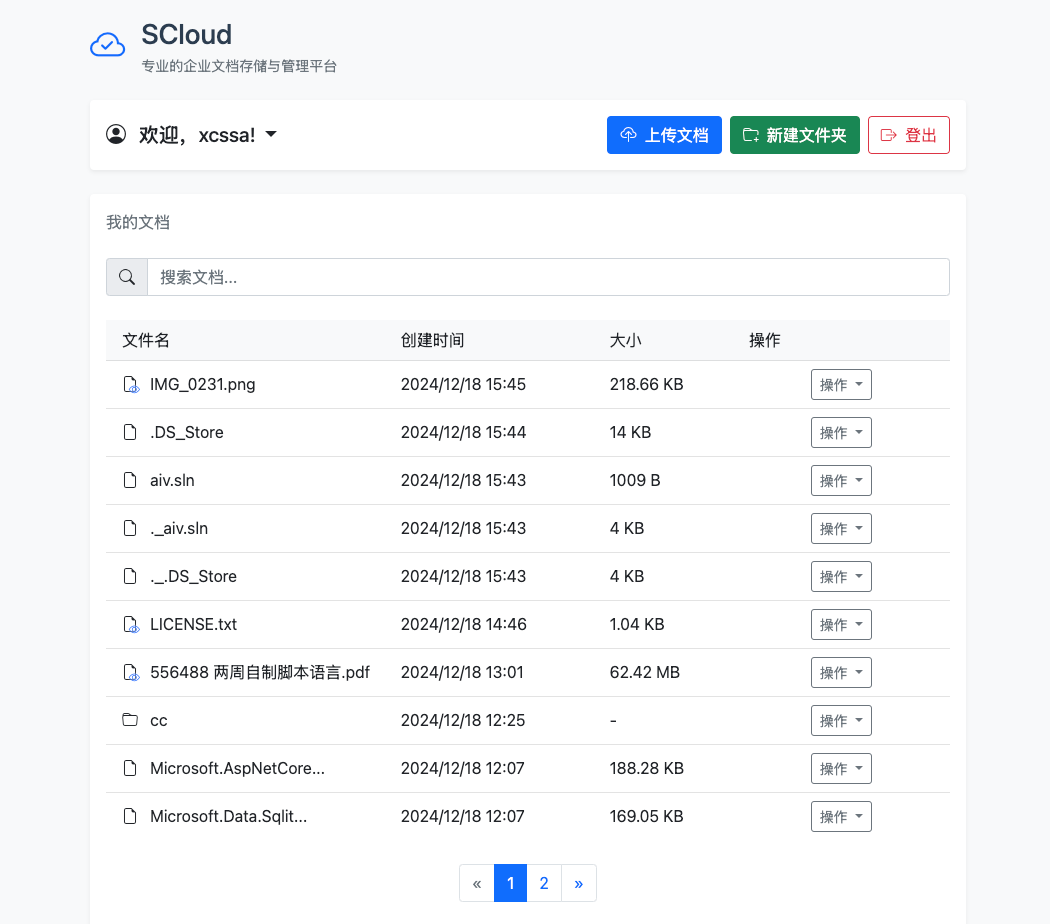 SCloud
专业的企业文档存储与管理平台
欢迎，xcssa!
上传文档 新建文件夹 登出
我的文档
搜索文档...
文件名 创建时间 大小 操作
IMG_0231.png 2024/12/18 15:45 218.66 KB 操作
.DS_Store 2024/12/18 15:44 14 KB 操作
aiv.sln 2024/12/18 15:43 1009 B 操作
._aiv.sln 2024/12/18 15:43 4 KB 操作
._.DS_Store 2024/12/18 15:43 4 KB 操作
LICENSE.txt 2024/12/18 14:46 1.04 KB 操作
556488 两周自制脚本语言.pdf 2024/12/18 13:01 62.42 MB 操作
cc 2024/12/18 12:25 - 操作
Microsoft.AspNetCore... 2024/12/18 12:07 188.28 KB 操作
Microsoft.Data.Sqlit... 2024/12/18 12:07 169.05 KB 操作
« 1 2 »